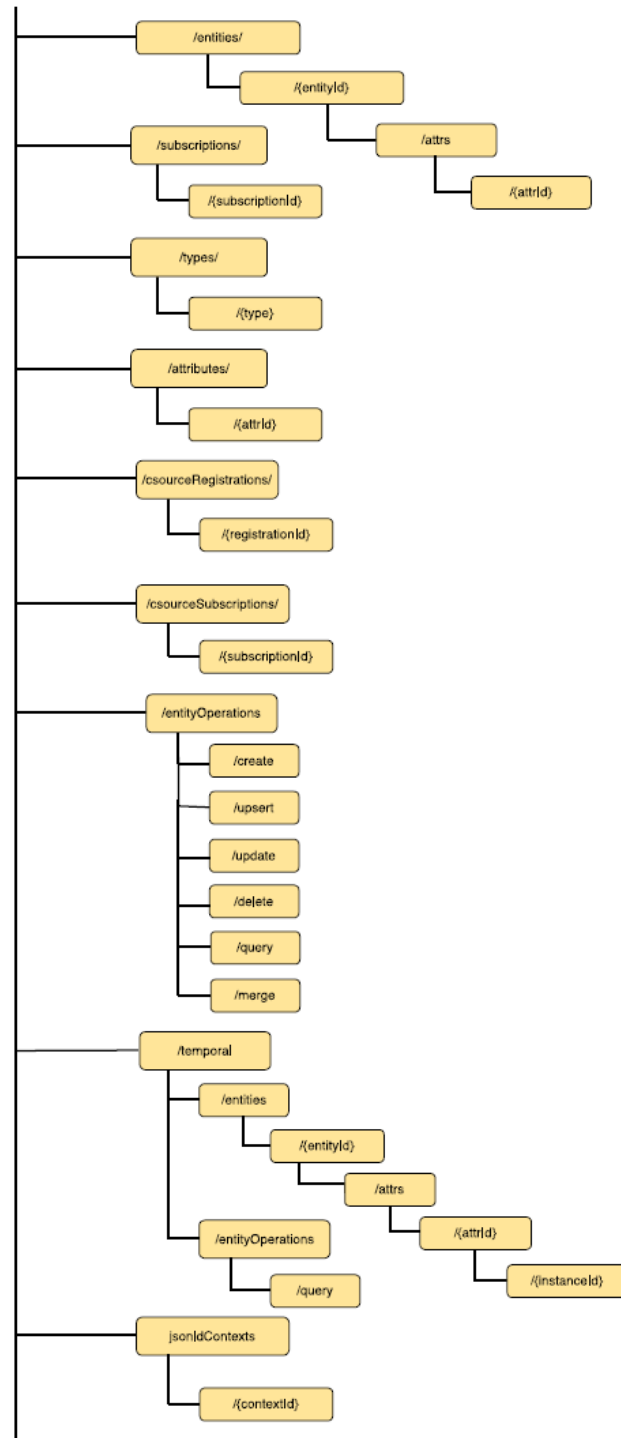 /entities/
/{entityId}
/attrs
/{attrId}
/subscriptions/
/{subscriptionId}
/types/
/{type}
/attributes/
/{attrId}
/csourceRegistrations/
/{registrationId}
/csourceSubscriptions/
/{subscriptionId}
/entityOperations
/create
/upsert
/update
/delete
/query
/merge
/temporal
/entities
/{entityId}
/attrs
/{attrId}
/{instanceId}
/entityOperations
/query
jsonldContexts
/{contextId}